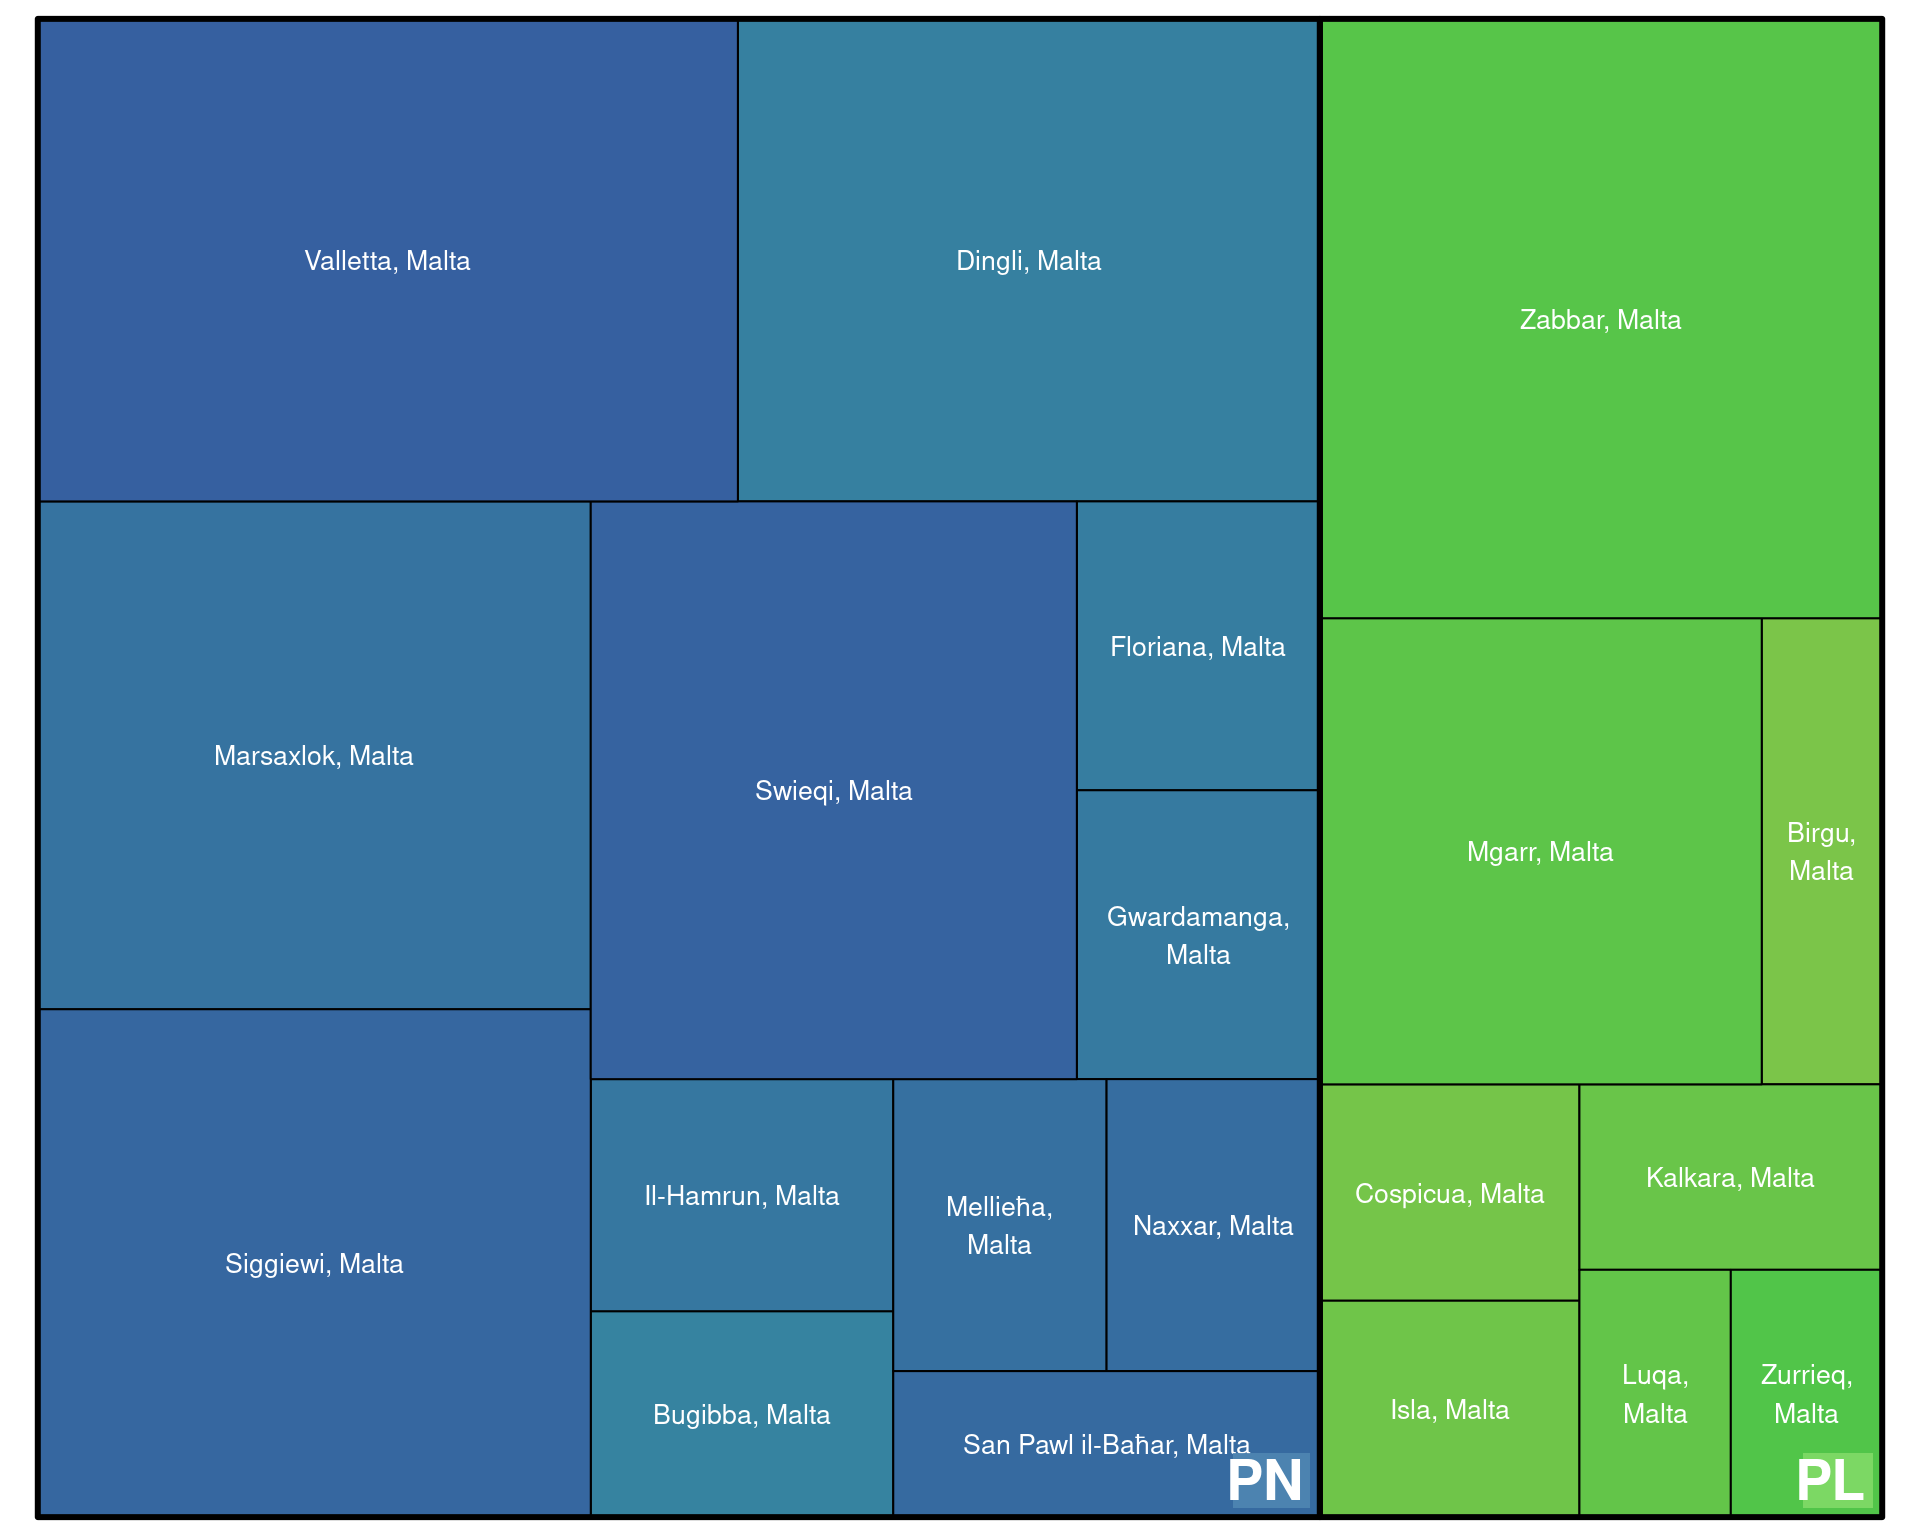 Valletta, Malta
Dingli, Malta
Zabbar, Malta
Marsaxlok, Malta
Swieqi, Malta
Floriana, Malta
Gwardamanga,
Malta
Mgarr, Malta
Birgu,
Malta
Siggiewi, Malta
Il-Hamrun, Malta
Mellieħa,
Malta
Naxxar, Malta
Bugibba, Malta
San Pawl il-Baħar, Malta
PN
Cospicua, Malta
Kalkara, Malta
Isla, Malta
Luqa,
Malta
Zurrieq,
Malta
PL